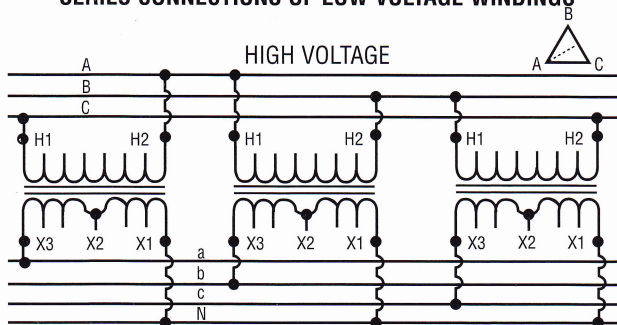 SERIES CONNECTIONS OF LOW VOLTAGE WINDINGS
B
HIGH VOLTAGE
A C
A
B
C
H1 H2 H1 H2 H1 H2
X3 X2 X1 X3 X2 X1 X3 X2 X1
a
b
c
N